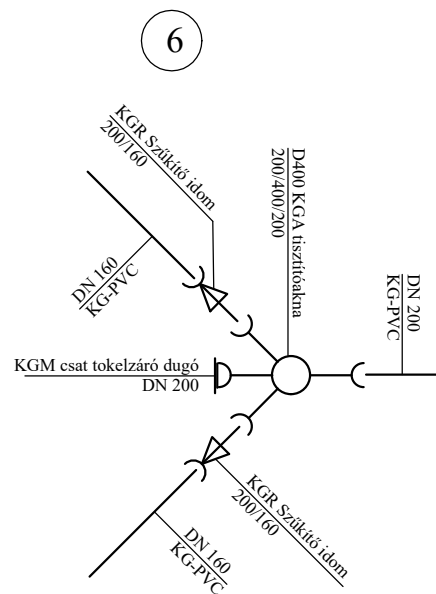 6
KGR Szűkítő idom
200/160
D400 KGA tisztítóakna
200/400/200
DN 160
KG-PVC
DN 200
KG-PVC
KGM csat tokelzáró dugó
DN 200
KGR Szűkítő idom
200/160
DN 160
KG-PVC